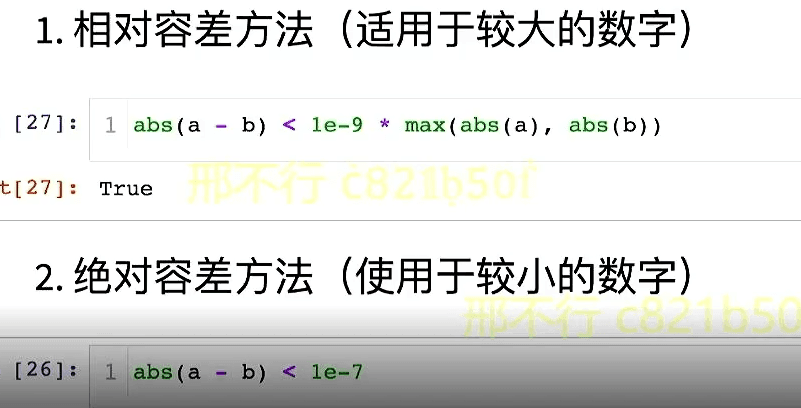 1. 相对容差方法（适用于较大的数字）
[27]: 1 abs(a - b) < 1e-9 * max(abs(a), abs(b))
t[27]: True
邢不行 c821b50f
2. 绝对容差方法（使用于较小的数字）
邢不行 c821b50
[26]: 1 abs(a - b) < 1e-7